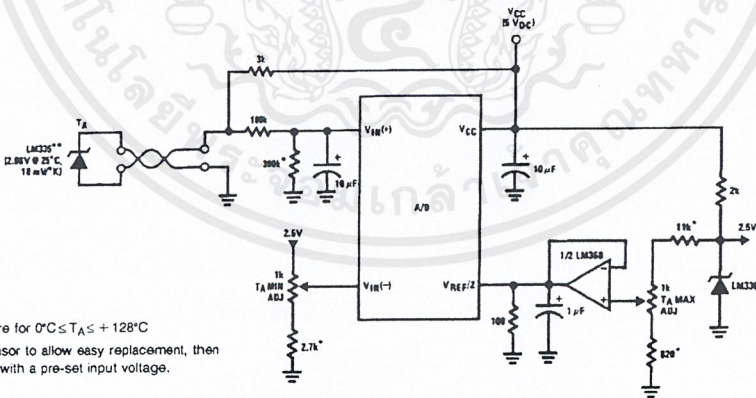 VCC
(5 VDC)
3k
TA
LM335**
(2.98V @ 25°C,
10 mV/°K)
100k
390k*
10 µF
VIN(+)
VCC
A/D
10 µF
2k
2.5V
1k
TA MIN
ADJ
2.7k*
VIN(–)
VREF/2
100
1 µF
1/2 LM358
11k*
2.5V
1k
TA MAX
ADJ
820*
LM336
re for 0°C ≤ TA ≤ + 128°C
nsor to allow easy replacement, then
with a pre-set input voltage.